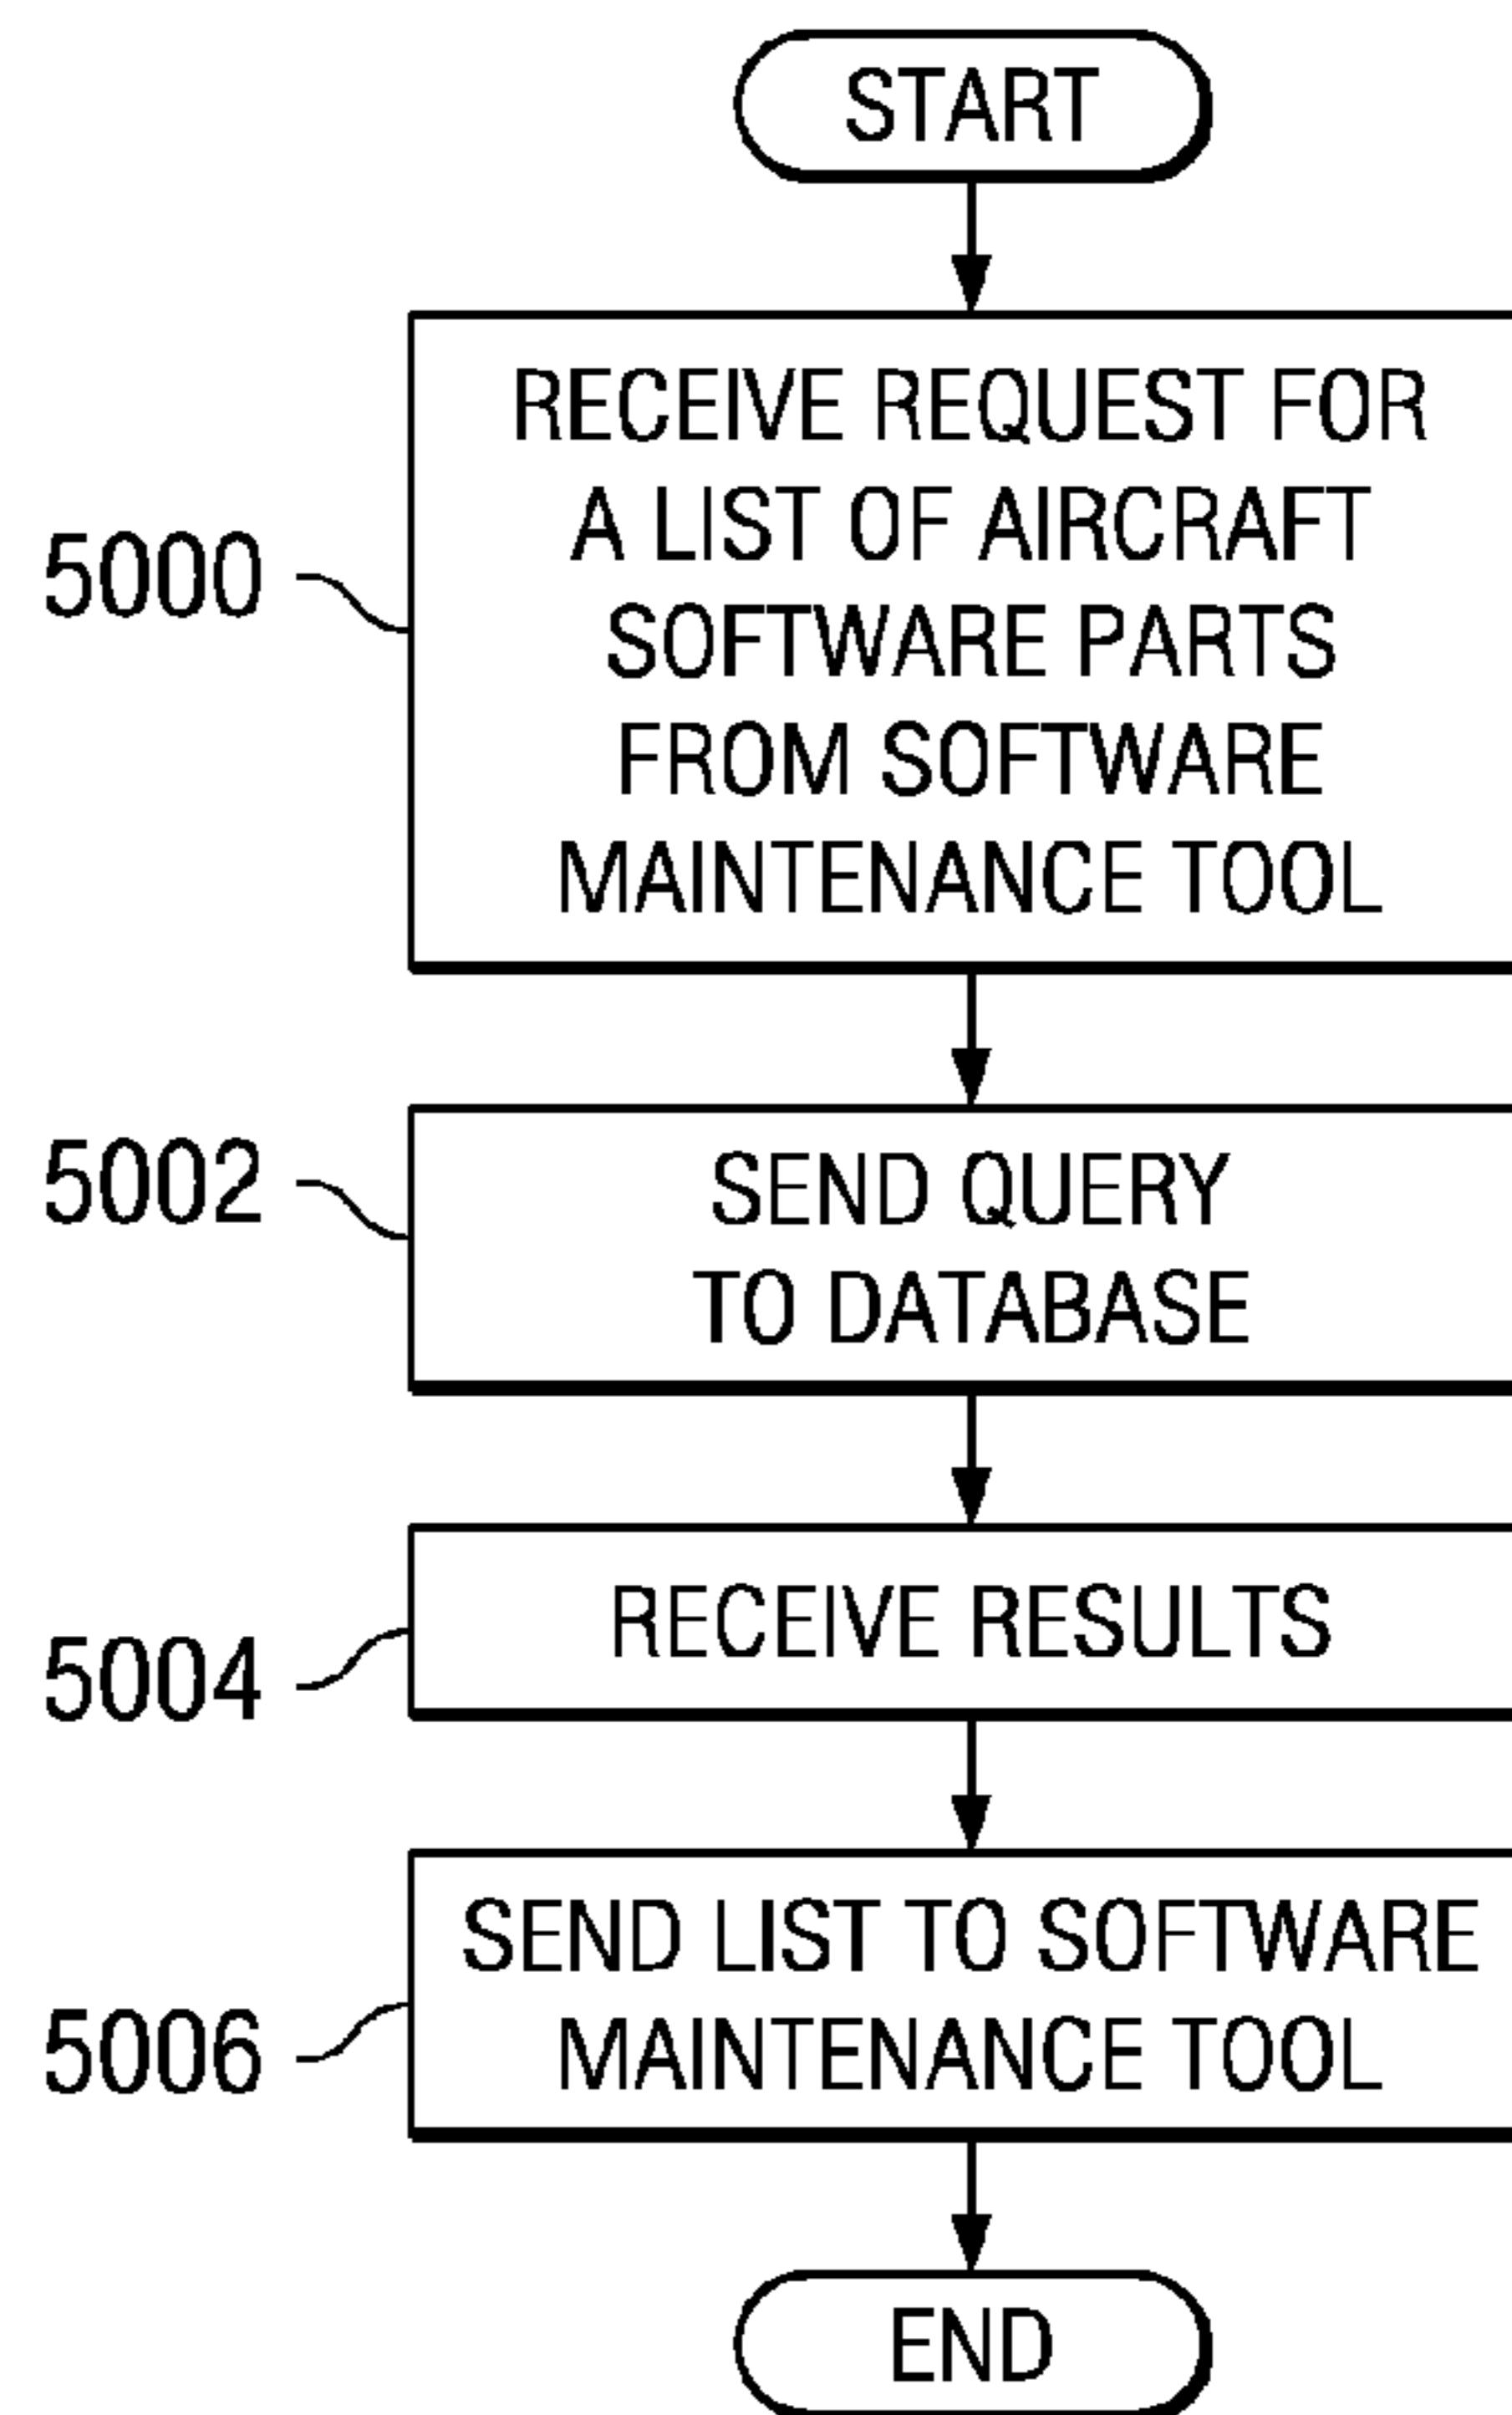 START
5000
RECEIVE REQUEST FOR
A LIST OF AIRCRAFT
SOFTWARE PARTS
FROM SOFTWARE
MAINTENANCE TOOL
5002
SEND QUERY
TO DATABASE
5004
RECEIVE RESULTS
5006
SEND LIST TO SOFTWARE
MAINTENANCE TOOL
END